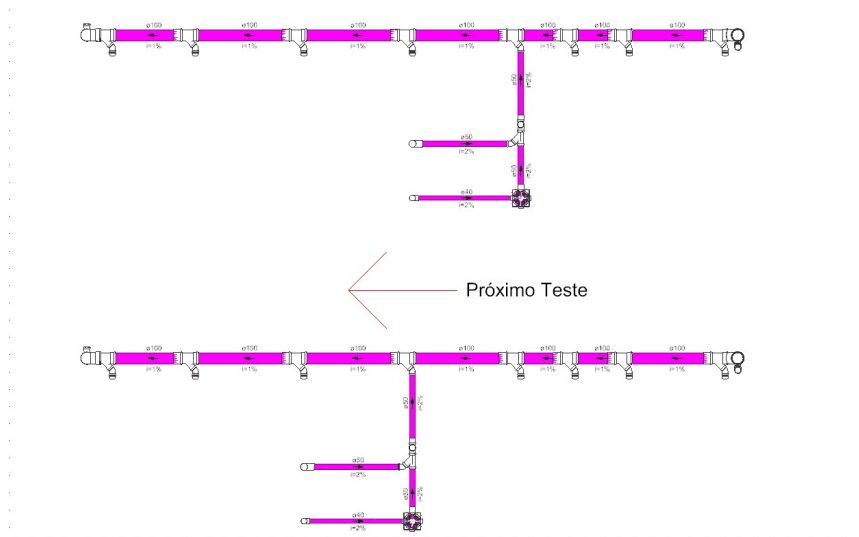 ø100 ø100 ø100 ø100 ø100 ø100 ø100
i=1% i=1% i=1% i=1% i=1% i=1% i=1%
ø50 i=2%
ø50
i=2%
ø50 i=2%
ø40
i=2%
Próximo Teste
ø100 ø100 ø100 ø100 ø100 ø100 ø100
i=1% i=1% i=1% i=1% i=1% i=1% i=1%
ø50 i=2%
ø50
i=2%
ø50 i=2%
ø40
i=2%